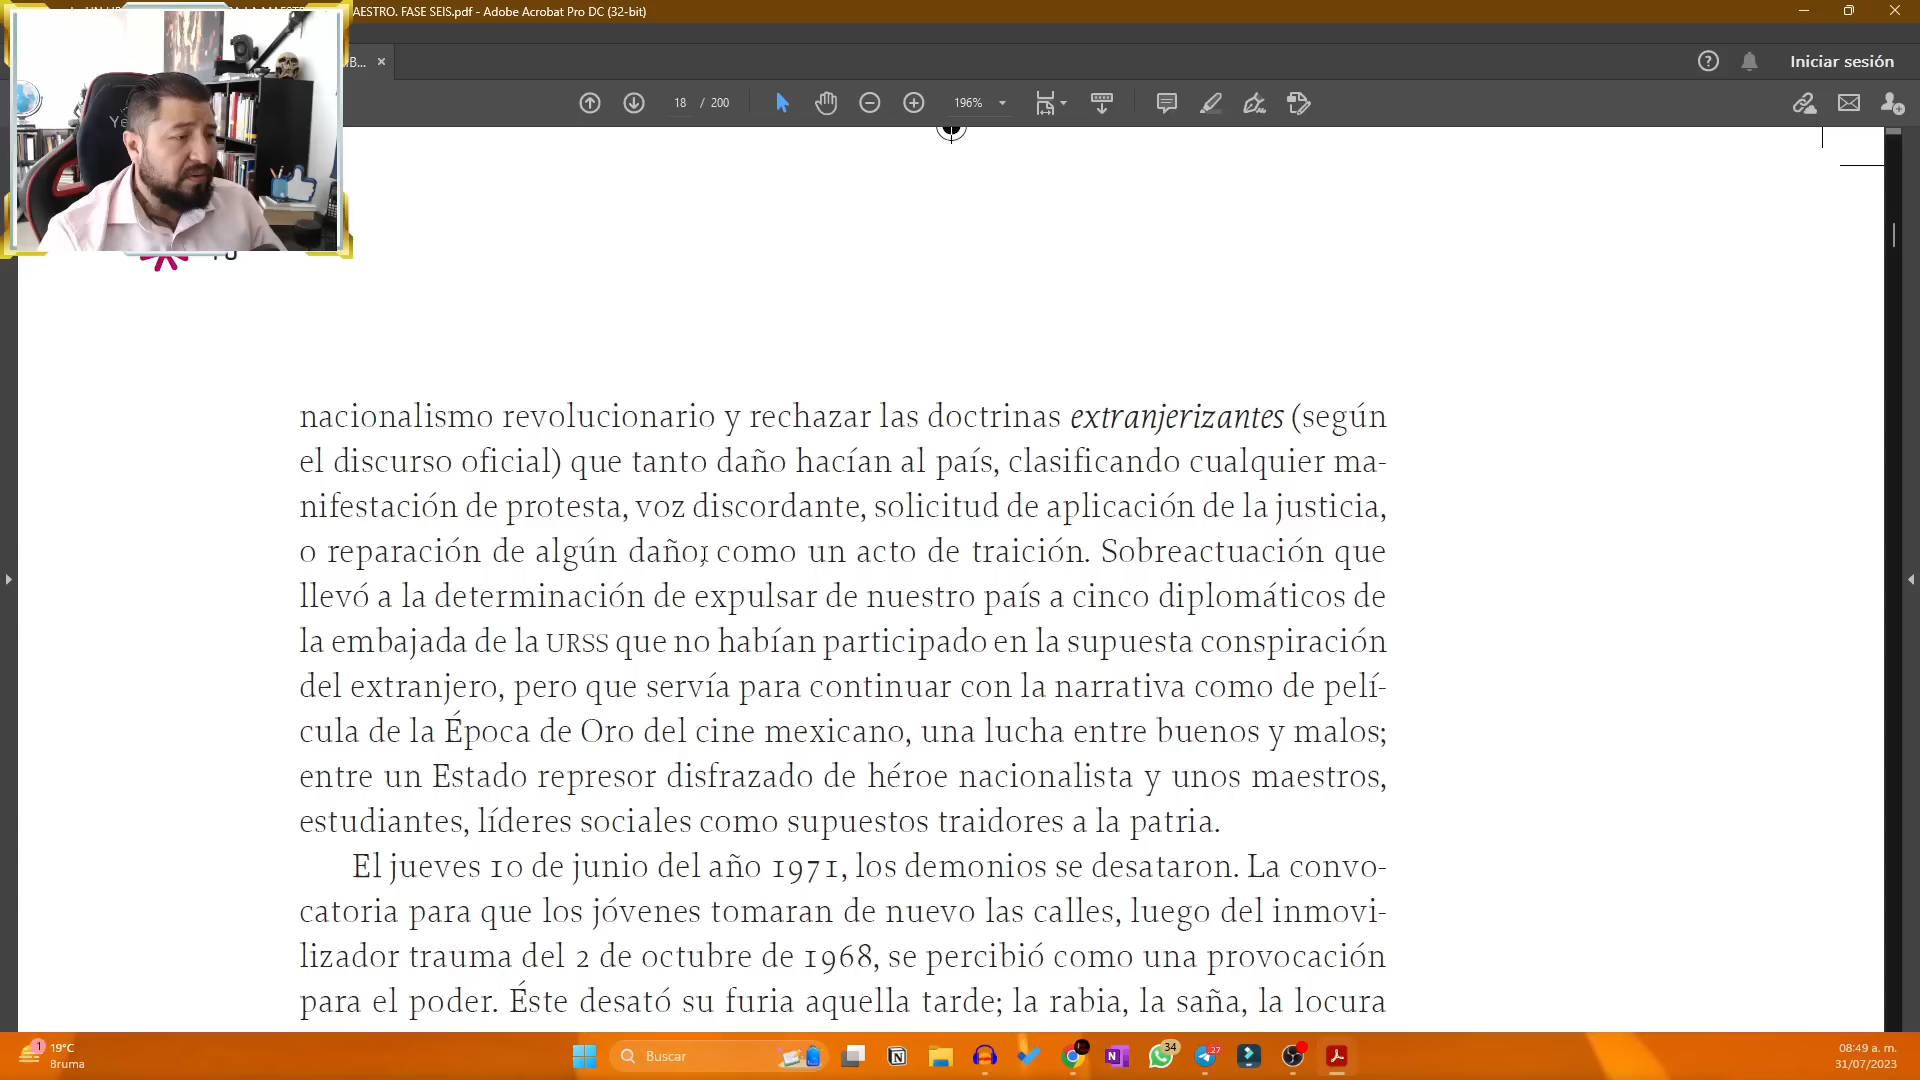 AESTRO. FASE SEIS.pdf - Adobe Acrobat Pro DC (32-bit)
B...
Iniciar sesión
18 / 200
196%
nacionalismo revolucionario y rechazar las doctrinas extranjerizantes (según
el discurso oficial) que tanto daño hacían al país, clasificando cualquier ma-
nifestación de protesta, voz discordante, solicitud de aplicación de la justicia,
o reparación de algún daño, como un acto de traición. Sobreactuación que
llevó a la determinación de expulsar de nuestro país a cinco diplomáticos de
la embajada de la URSS que no habían participado en la supuesta conspiración
del extranjero, pero que servía para continuar con la narrativa como de pelí-
cula de la Época de Oro del cine mexicano, una lucha entre buenos y malos;
entre un Estado represor disfrazado de héroe nacionalista y unos maestros,
estudiantes, líderes sociales como supuestos traidores a la patria.
El jueves 10 de junio del año 1971, los demonios se desataron. La convo-
catoria para que los jóvenes tomaran de nuevo las calles, luego del inmovi-
lizador trauma del 2 de octubre de 1968, se percibió como una provocación
para el poder. Éste desató su furia aquella tarde; la rabia, la saña, la locura
1
19°C
Bruma
Buscar
34
27
08:49 a. m.
31/07/2023